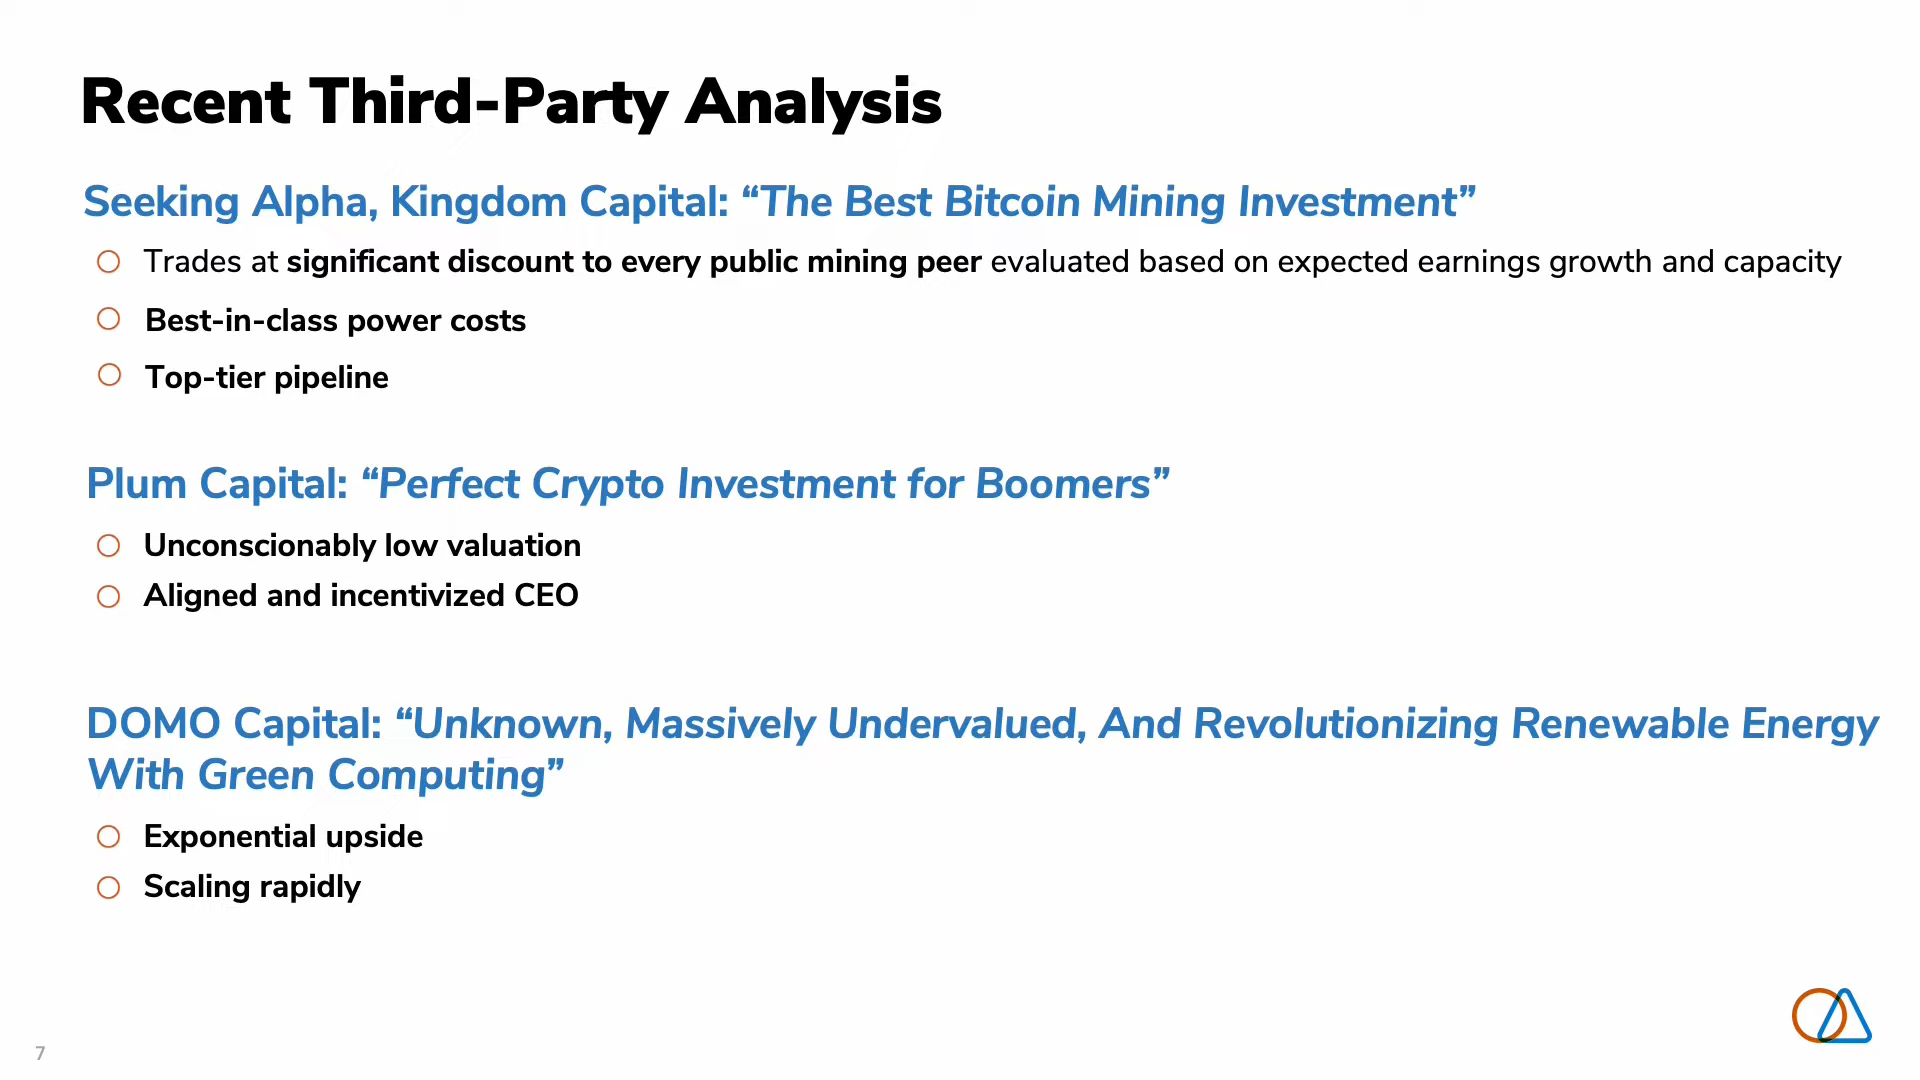 Recent Third-Party Analysis
Seeking Alpha, Kingdom Capital: “The Best Bitcoin Mining Investment”
Trades at significant discount to every public mining peer evaluated based on expected earnings growth and capacity
Best-in-class power costs
Top-tier pipeline
Plum Capital: “Perfect Crypto Investment for Boomers”
Unconscionably low valuation
Aligned and incentivized CEO
DOMO Capital: “Unknown, Massively Undervalued, And Revolutionizing Renewable Energy
With Green Computing”
Exponential upside
Scaling rapidly
7